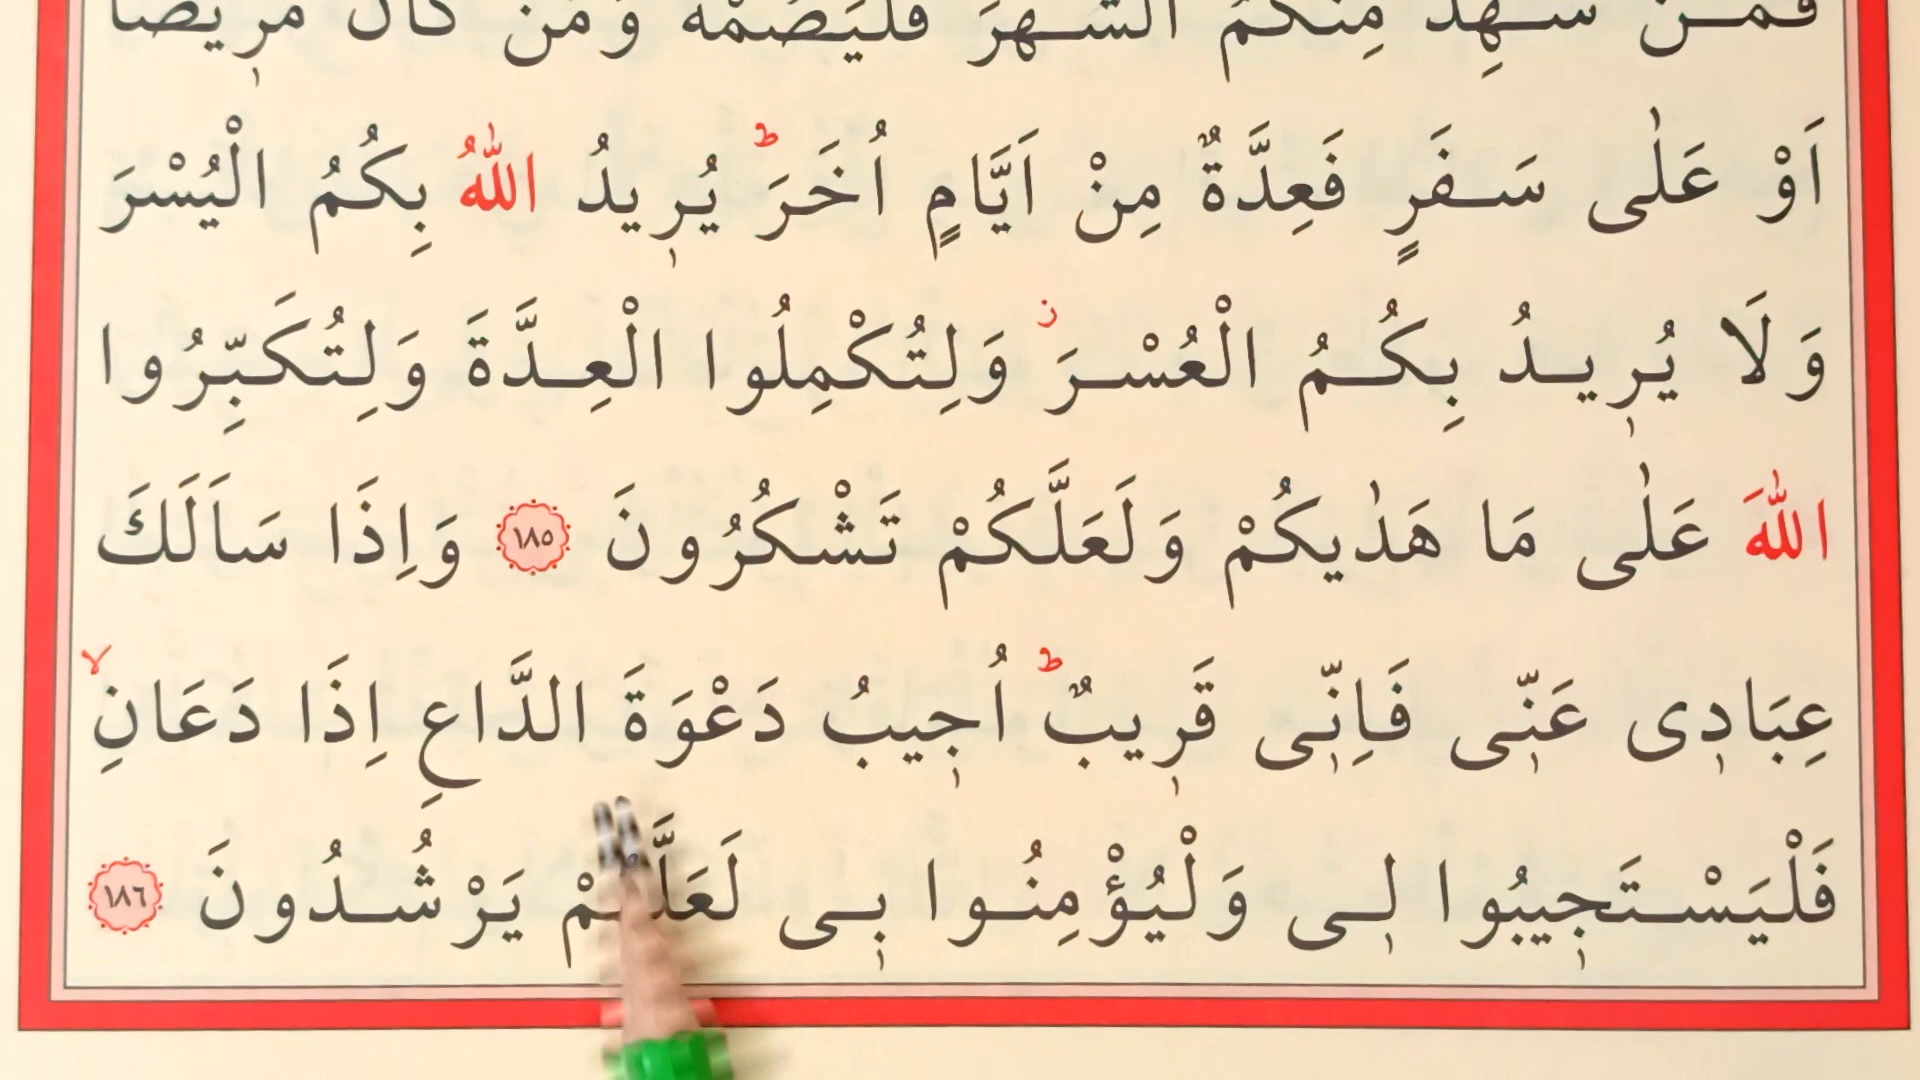 فَمَنْ شَهِدَ مِنْكُمُ الشَّهْرَ فَلْيَصُمْهُ وَمَنْ كَانَ مَر۪يضًا
اَوْ عَلٰى سَفَرٍ فَعِدَّةٌ مِنْ اَيَّامٍ اُخَرَۜ يُر۪يدُ اللّٰهُ بِكُمُ الْيُسْرَ
وَلَا يُر۪يدُ بِكُمُ الْعُسْرَۘ وَلِتُكْمِلُوا الْعِدَّةَ وَلِتُكَبِّرُوا
اللّٰهَ عَلٰى مَا هَدٰيكُمْ وَلَعَلَّكُمْ تَشْكُرُونَ ١٨٥ وَاِذَا سَاَلَكَ
عِبَاد۪ى عَنّ۪ى فَاِنّ۪ى قَر۪يبٌۜ اُج۪يبُ دَعْوَةَ الدَّاعِ اِذَا دَعَانِۙ
فَلْيَسْتَج۪يبُوا ل۪ى وَلْيُؤْمِنُوا ب۪ى لَعَلَّهُمْ يَرْشُدُونَ ١٨٦